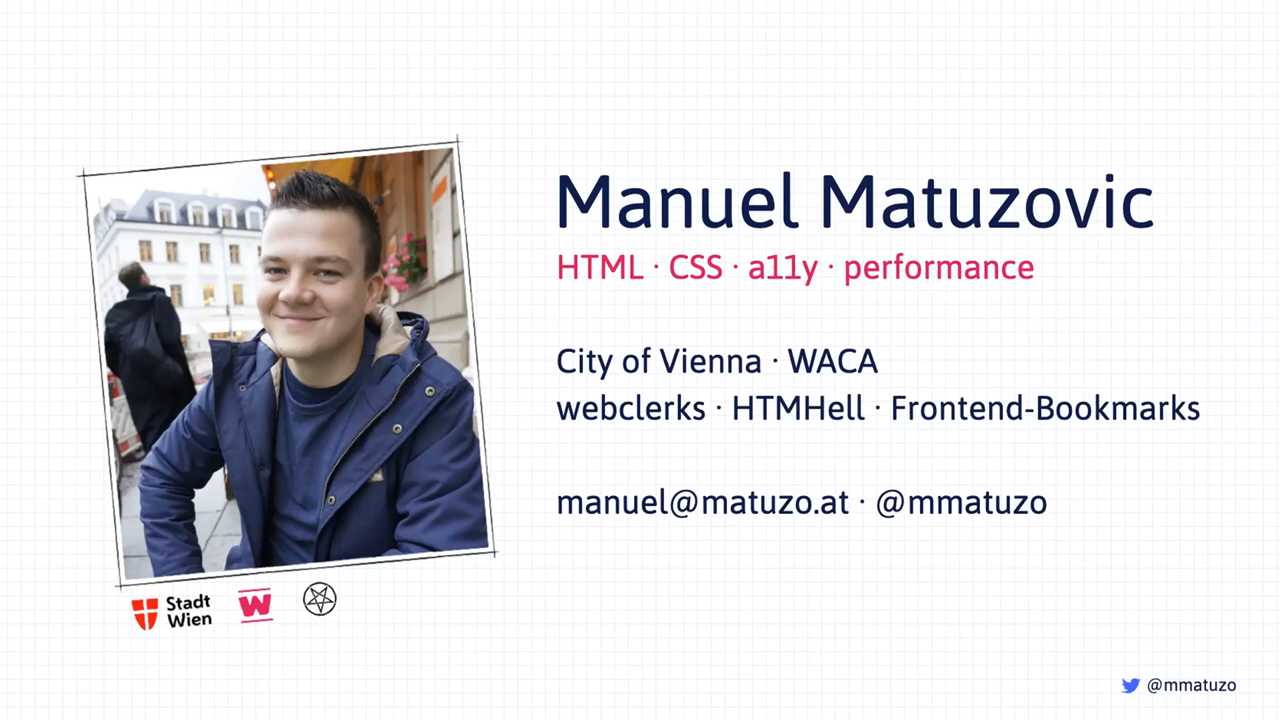 Manuel Matuzovic
HTML · CSS · a11y · performance
City of Vienna · WACA
webclerks · HTMHell · Frontend-Bookmarks
manuel@matuzo.at · @mmatuzo
Stadt
Wien
W
@mmatuzo